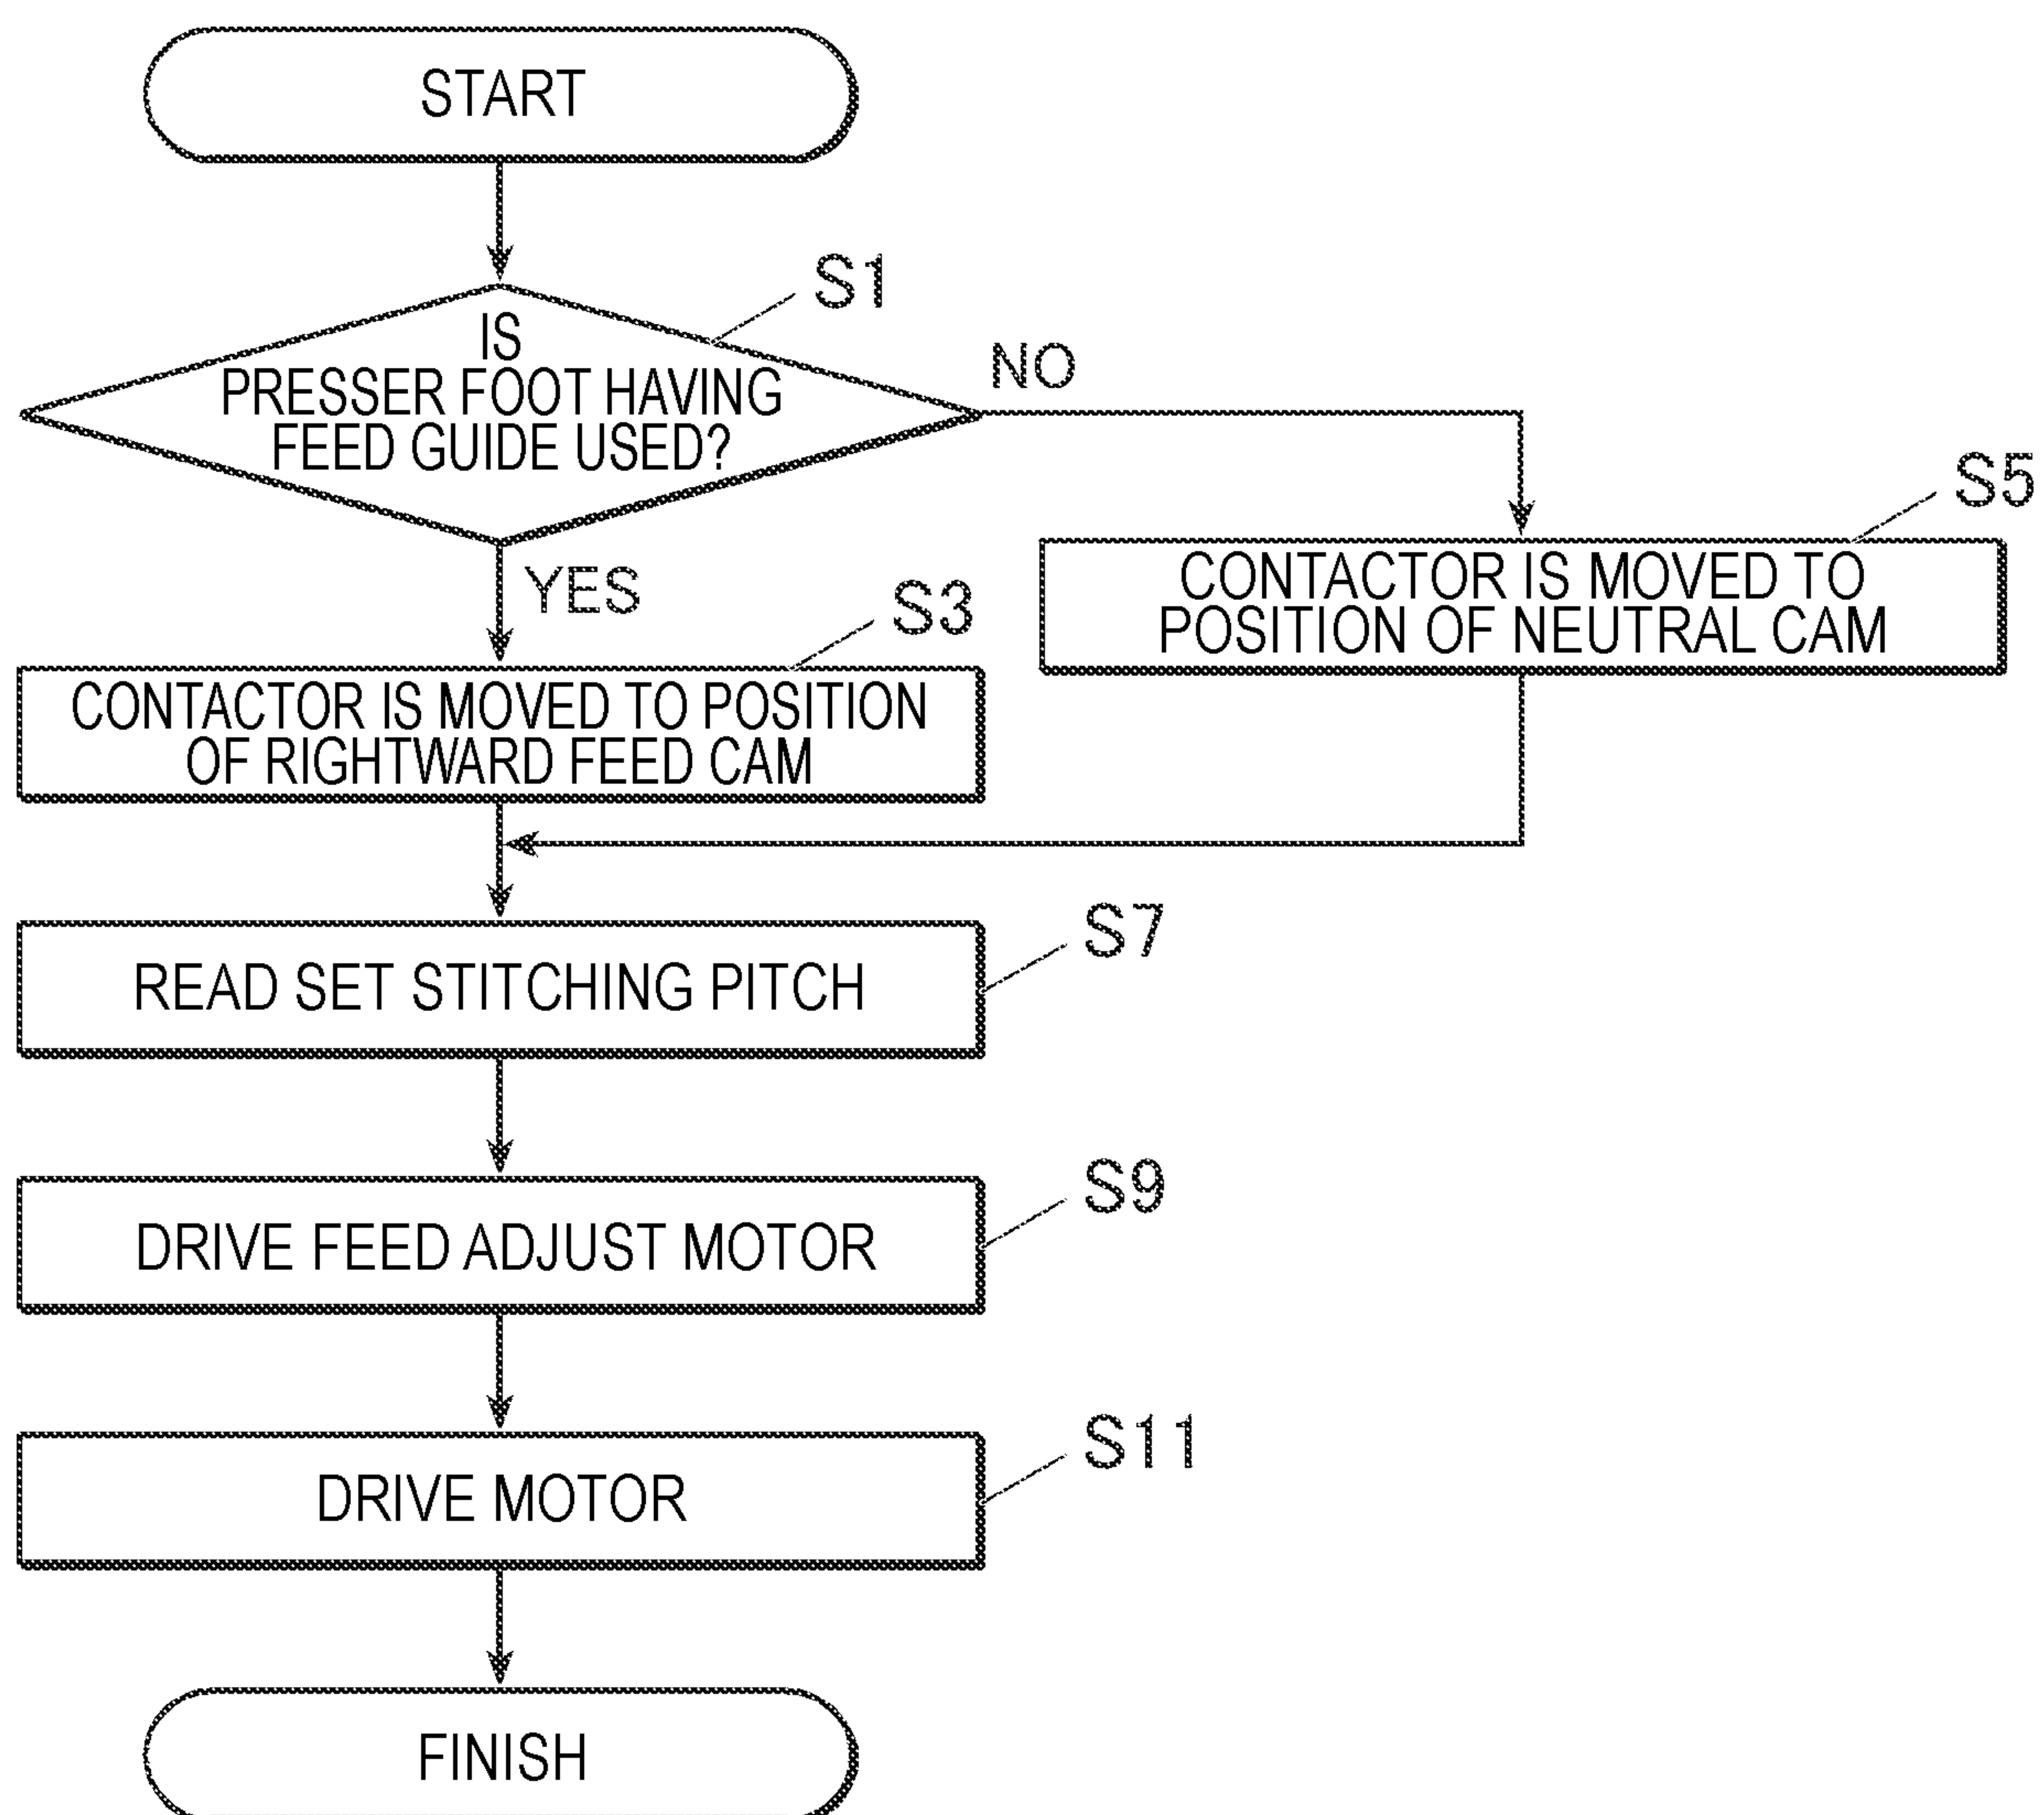 START
S1
IS
PRESSER FOOT HAVING
FEED GUIDE USED?
NO
YES
S5
CONTACTOR IS MOVED TO
POSITION OF NEUTRAL CAM
S3
CONTACTOR IS MOVED TO POSITION
OF RIGHTWARD FEED CAM
S7
READ SET STITCHING PITCH
S9
DRIVE FEED ADJUST MOTOR
S11
DRIVE MOTOR
FINISH